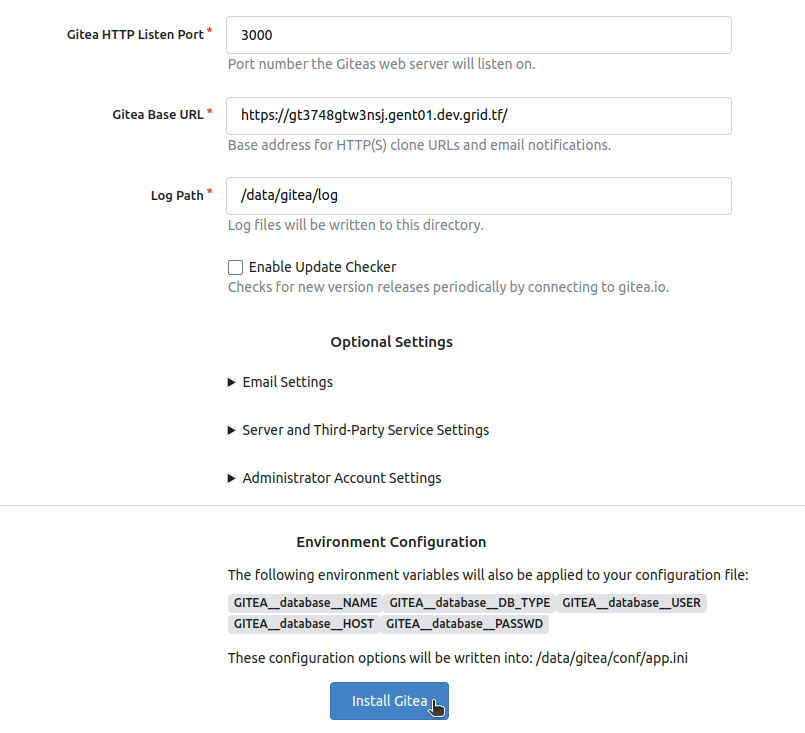 Gitea HTTP Listen Port *
3000
Port number the Giteas web server will listen on.
Gitea Base URL *
https://gt3748gtw3nsj.gent01.dev.grid.tf/
Base address for HTTP(S) clone URLs and email notifications.
Log Path *
/data/gitea/log
Log files will be written to this directory.
Enable Update Checker
Checks for new version releases periodically by connecting to gitea.io.
Optional Settings
Email Settings
Server and Third-Party Service Settings
Administrator Account Settings
Environment Configuration
The following environment variables will also be applied to your configuration file:
GITEA__database__NAME GITEA__database__DB_TYPE GITEA__database__USER
GITEA__database__HOST GITEA__database__PASSWD
These configuration options will be written into: /data/gitea/conf/app.ini
Install Gitea